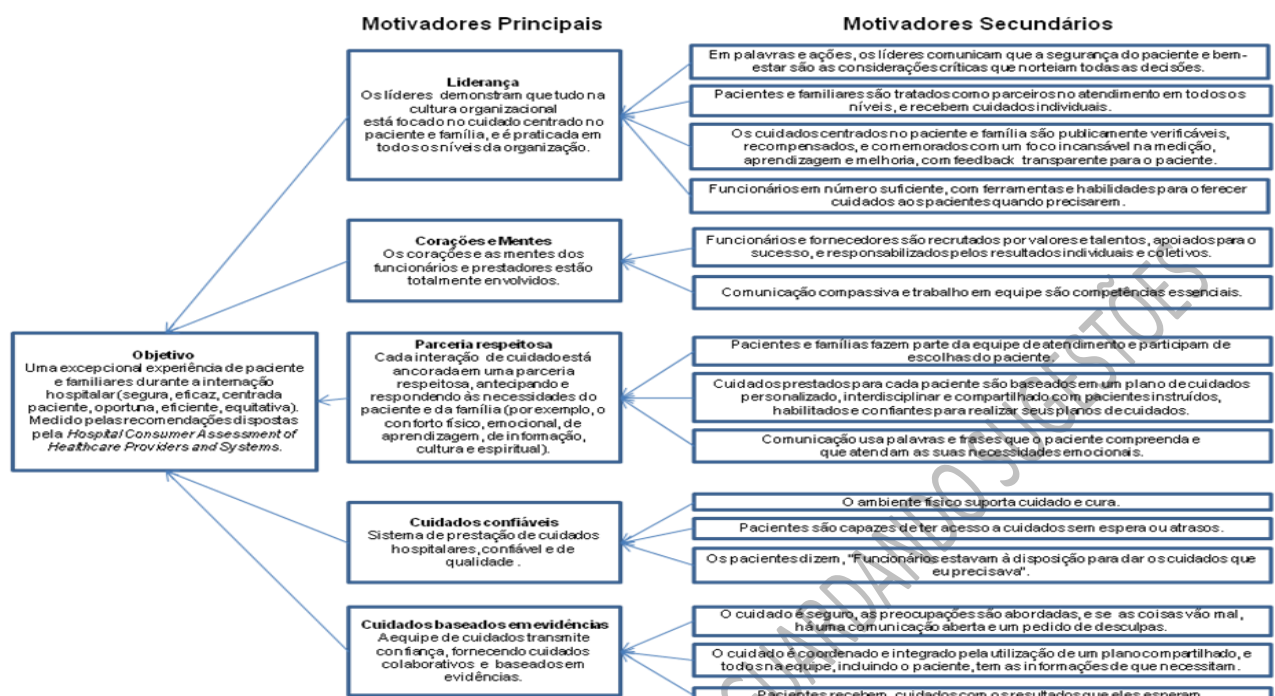 Motivadores Principais
Motivadores Secundários
Liderança
Os líderes demonstram que tudo na
cultura organizacional
está focado no cuidado centrado no
paciente e família, e é praticada em
todos os níveis da organização.
Em palavras e ações, os líderes comunicam que a segurança do paciente e bem-
estar são as considerações críticas que norteiam todas as decisões.
Pacientes e familiares são tratados como parceiros no atendimento em todos os
níveis, e recebem cuidados individuais.
Os cuidados centrados no paciente e família são publicamente verificáveis,
recompensados, e comemorados com um foco incansável na medição,
aprendizagem e melhoria, com feedback transparente para o paciente.
Funcionários em número suficiente, com ferramentas e habilidades para oferecer
cuidados aos pacientes quando precisarem.
Corações e Mentes
Os corações e as mentes dos
funcionários e prestadores estão
totalmente envolvidos.
Funcionários e fornecedores são recrutados por valores e talentos, apoiados para o
sucesso, e responsabilizados pelos resultados individuais e coletivos.
Comunicação compassiva e trabalho em equipe são competências essenciais.
Objetivo
Uma excepcional experiência de paciente
e familiares durante a internação
hospitalar (segura, eficaz, centrada
paciente, oportuna, eficiente, equitativa).
Medido pelas recomendações dispostas
pela Hospital Consumer Assessment of
Healthcare Providers and Systems.
Parceria respeitosa
Cada interação de cuidado está
ancorada em uma parceria
respeitosa, antecipando e
respondendo às necessidades do
paciente e da família (por exemplo, o
conforto físico, emocional, de
aprendizagem, de informação,
cultura e espiritual).
Pacientes e famílias fazem parte da equipe de atendimento e participam de
escolhas do paciente.
Cuidados prestados para cada paciente são baseados em um plano de cuidados
personalizado, interdisciplinar e compartilhado com pacientes instruídos,
habilitados e confiantes para realizar seus planos de cuidados.
Comunicação usa palavras e frases que o paciente compreenda e
que atendam as suas necessidades emocionais.
Cuidados confiáveis
Sistema de prestação de cuidados
hospitalares, confiável e de
qualidade .
O ambiente físico suporta cuidado e cura.
Pacientes são capazes de ter acesso a cuidados sem espera ou atrasos.
Os pacientes dizem, "Funcionários estavam à disposição para dar os cuidados que
eu precisava".
Cuidados baseados em evidências
A equipe de cuidados transmite
confiança, fornecendo cuidados
colaborativos e baseados em
evidências.
O cuidado é seguro, as preocupações são abordadas, e se as coisas vão mal,
há uma comunicação aberta e um pedido de desculpas.
O cuidado é coordenado e integrado pela utilização de um plano compartilhado, e
todos na equipe, incluindo o paciente, tem as informações de que necessitam.
Pacientes recebem cuidados com os resultados que eles esperam
GUARDANDO SUGESTÕES